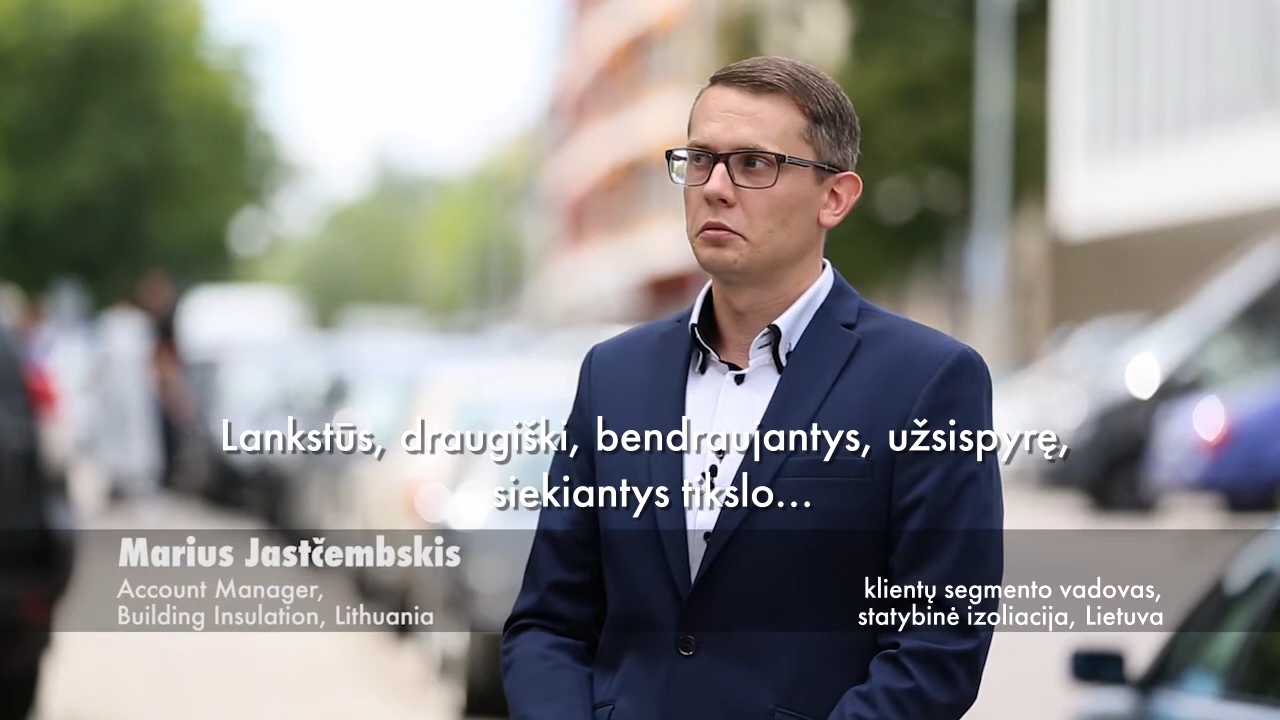 Lankstūs, draugiški, bendraujantys, užsispyrę,
siekiantys tikslo...
Marius Jastčembskis
Account Manager,
Building Insulation, Lithuania
klientų segmento vadovas,
statybinė izoliacija, Lietuva